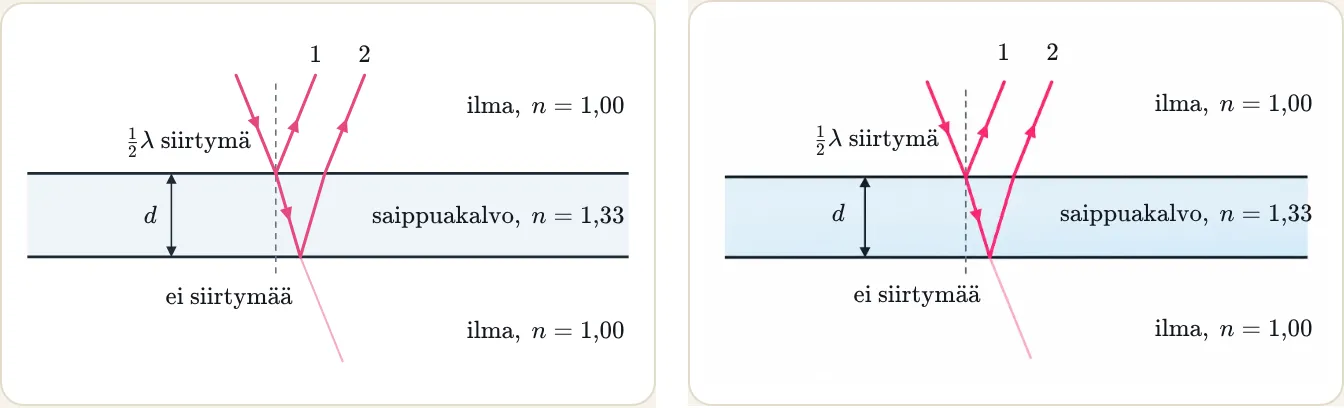 1 2
ilma, n = 1,00
½λ siirtymä
d
saippuakalvo, n = 1,33
ei siirtymää
ilma, n = 1,00
1 2
ilma, n = 1,00
½λ siirtymä
d
saippuakalvo, n = 1,33
ei siirtymää
ilma, n = 1,00